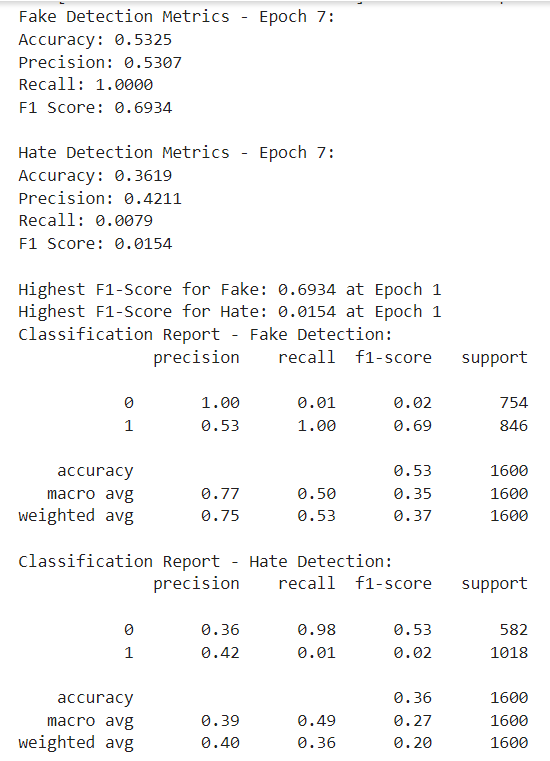 Fake Detection Metrics - Epoch 7:
Accuracy: 0.5325
Precision: 0.5307
Recall: 1.0000
F1 Score: 0.6934
Hate Detection Metrics - Epoch 7:
Accuracy: 0.3619
Precision: 0.4211
Recall: 0.0079
F1 Score: 0.0154
Highest F1-Score for Fake: 0.6934 at Epoch 1
Highest F1-Score for Hate: 0.0154 at Epoch 1
Classification Report - Fake Detection:
precision recall f1-score support
0 1.00 0.01 0.02 754
1 0.53 1.00 0.69 846
accuracy 0.53 1600
macro avg 0.77 0.50 0.35 1600
weighted avg 0.75 0.53 0.37 1600
Classification Report - Hate Detection:
precision recall f1-score support
0 0.36 0.98 0.53 582
1 0.42 0.01 0.02 1018
accuracy 0.36 1600
macro avg 0.39 0.49 0.27 1600
weighted avg 0.40 0.36 0.20 1600